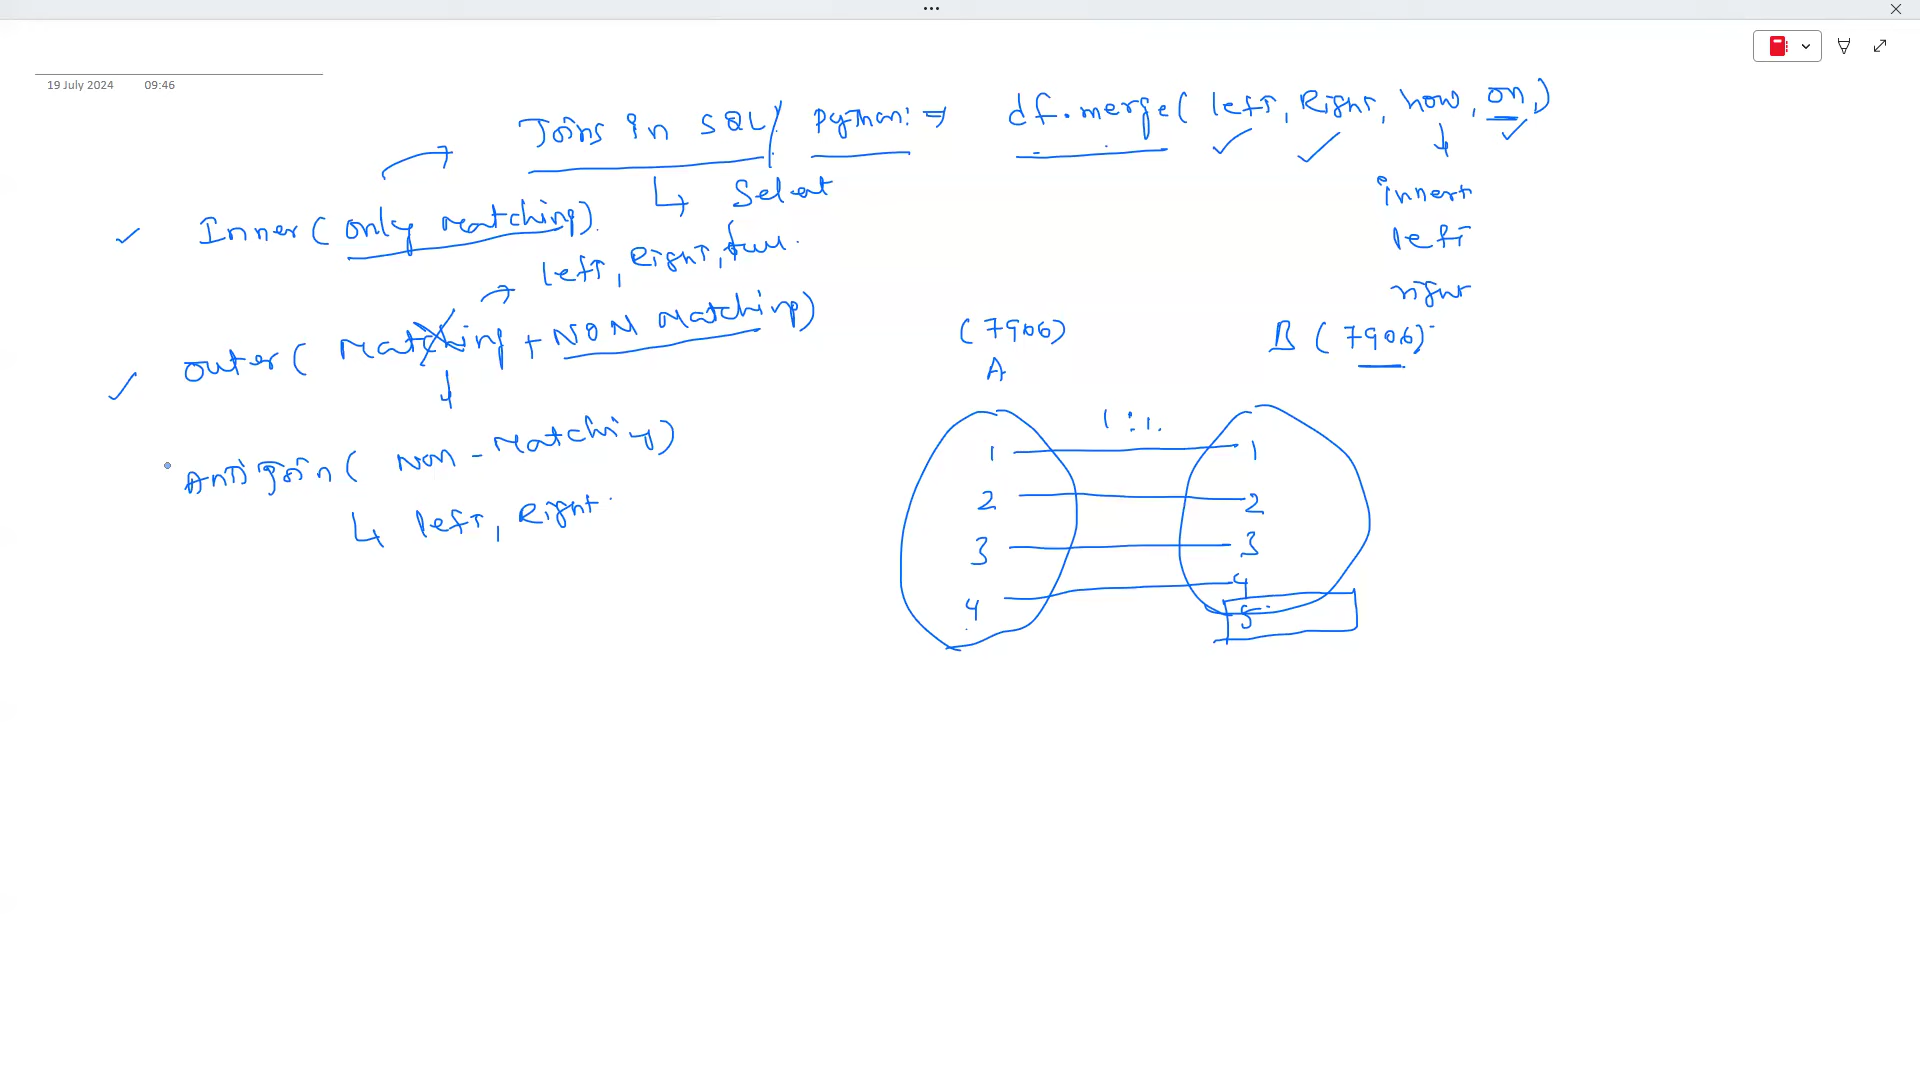 19 July 2024 09:46
Joins in SQL/ Python: ⇒ df.merge( left, Right, how, on,)
↳ Select
inner
left
right
Inner ( only Matching).
left, Right, full.
outer ( Matching + NON Matching)
Anti Join ( Non - Matching)
↳ left, Right.
(7906)
A
B (7906)
1 : 1.
1 1
2 2
3 3
4 4
5